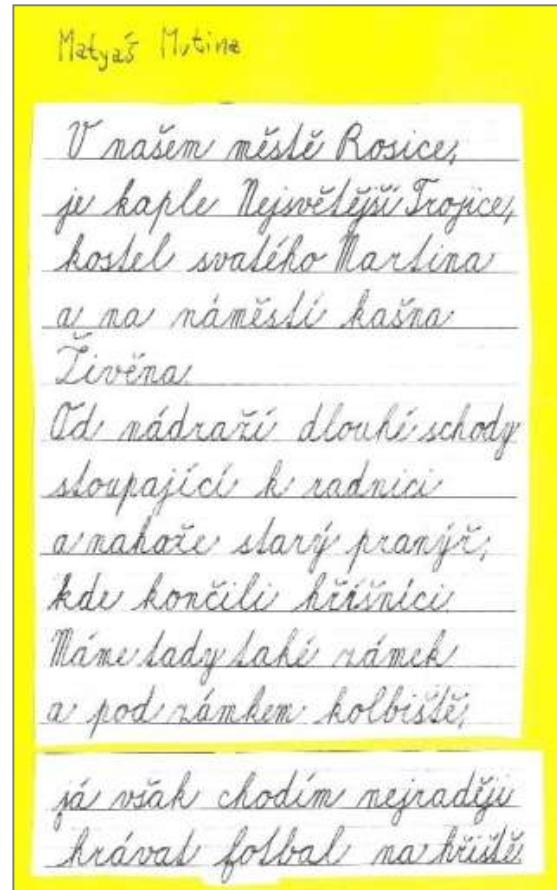 Matyáš Mutina
V našem městě Rosice,
je kaple Nejsvětější Trojice,
kostel svatého Martina
a na náměstí kašna
Živěna.
Od nádraží dlouhé schody
stoupající k radnici
a nahoře starý pranýř,
kde končili hříšníci.
Máme tady také zámek
a pod zámkem kolbiště,
já však chodím nejraději
hrávat fotbal na hřiště.